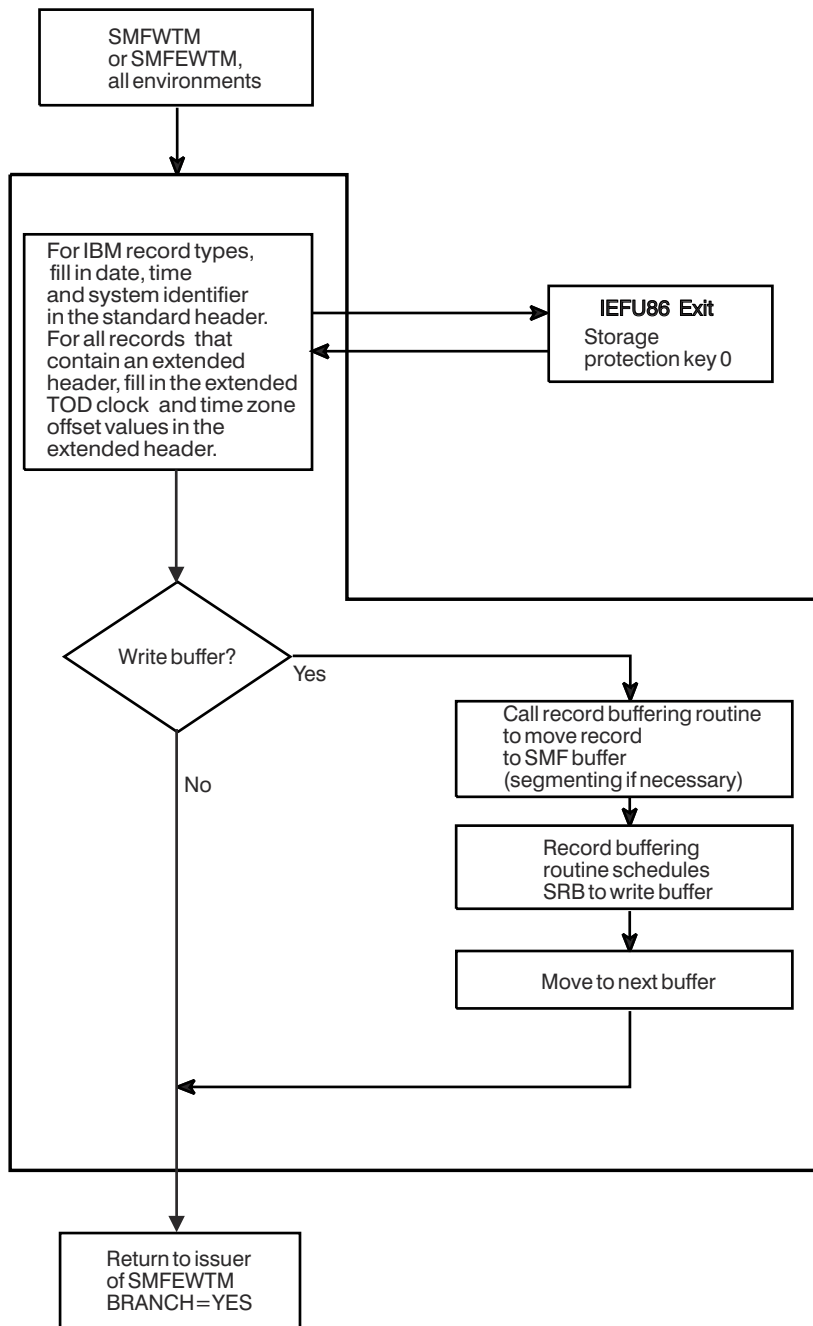 SMFWTM
or SMFEWTM,
all environments
For IBM record types,
fill in date, time
and system identifier
in the standard header.
For all records that
contain an extended
header, fill in the extended
TOD clock and time zone
offset values in the
extended header.
IEFU86 Exit
Storage
protection key 0
Write buffer?
Yes
No
Call record buffering routine
to move record
to SMF buffer
(segmenting if necessary)
Record buffering
routine schedules
SRB to write buffer
Move to next buffer
Return to issuer
of SMFEWTM
BRANCH=YES